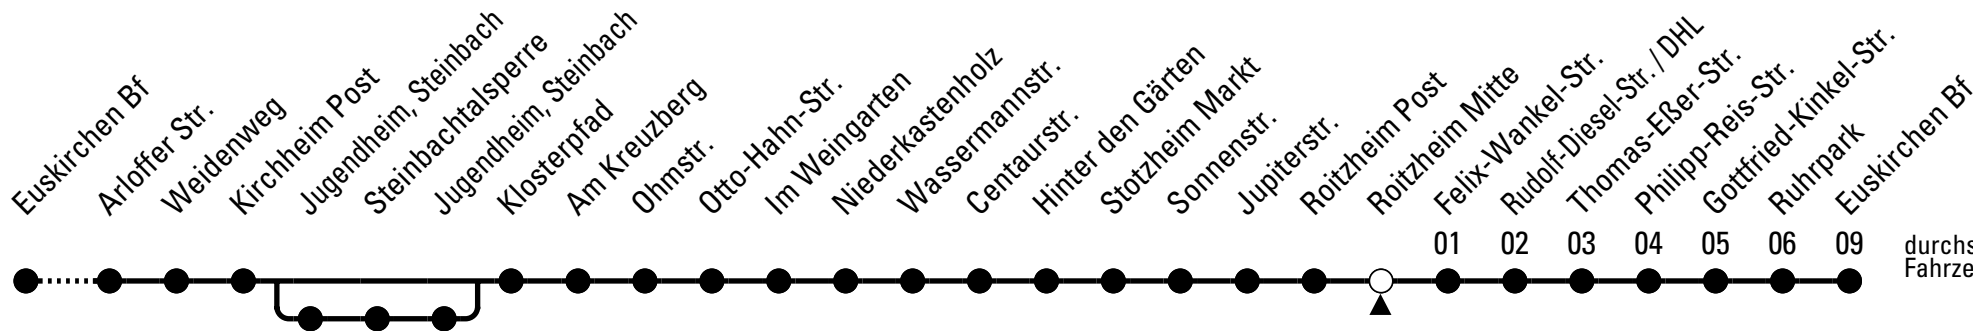 Euskirchen Bf
Arloffer Str.
Weidenweg
Kirchheim Post
Jugendheim, Steinbach
Steinbachtalsperre
Jugendheim, Steinbach
Klosterpfad
Am Kreuzberg
Ohmstr.
Otto-Hahn-Str.
Im Weingarten
Niederkastenholz
Wassermannstr.
Centaurstr.
Hinter den Gärten
Stotzheim Markt
Sonnenstr.
Jupiterstr.
Roitzheim Post
Roitzheim Mitte
Felix-Wankel-Str.
Rudolf-Diesel-Str. / DHL
Thomas-Eßer-Str.
Philipp-Reis-Str.
Gottfried-Kinkel-Str.
Ruhrpark
Euskirchen Bf
01 02 03 04 05 06 09
durchs
Fahrze